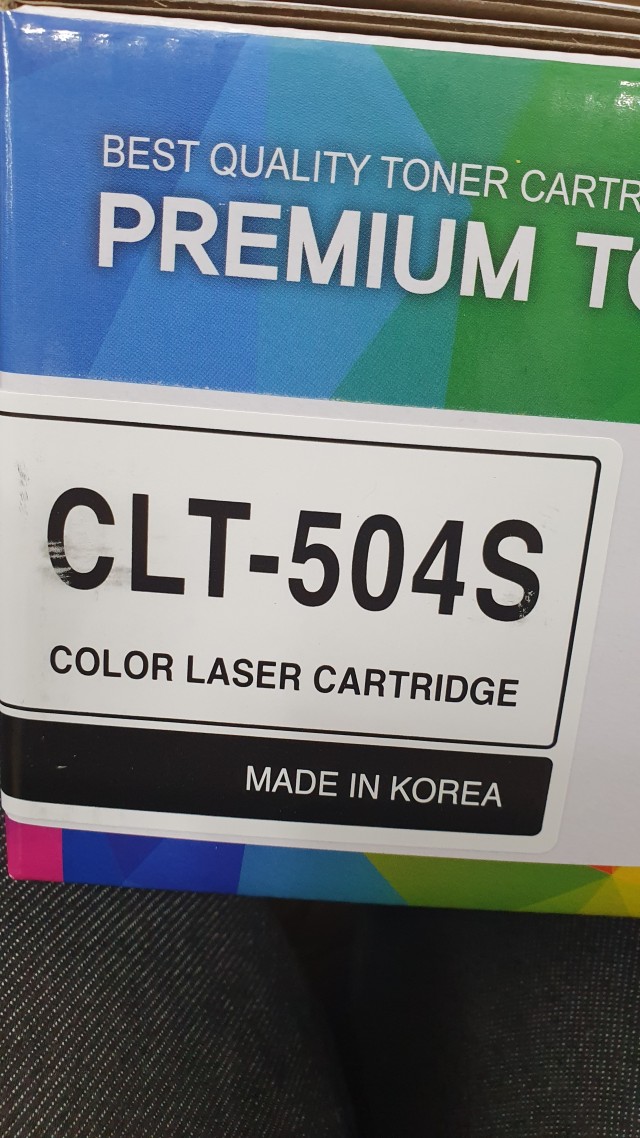 BEST QUALITY TONER
PREMIUM
CLT-504S
COLOR LASER CARTRIDGE
MADE IN KOREA